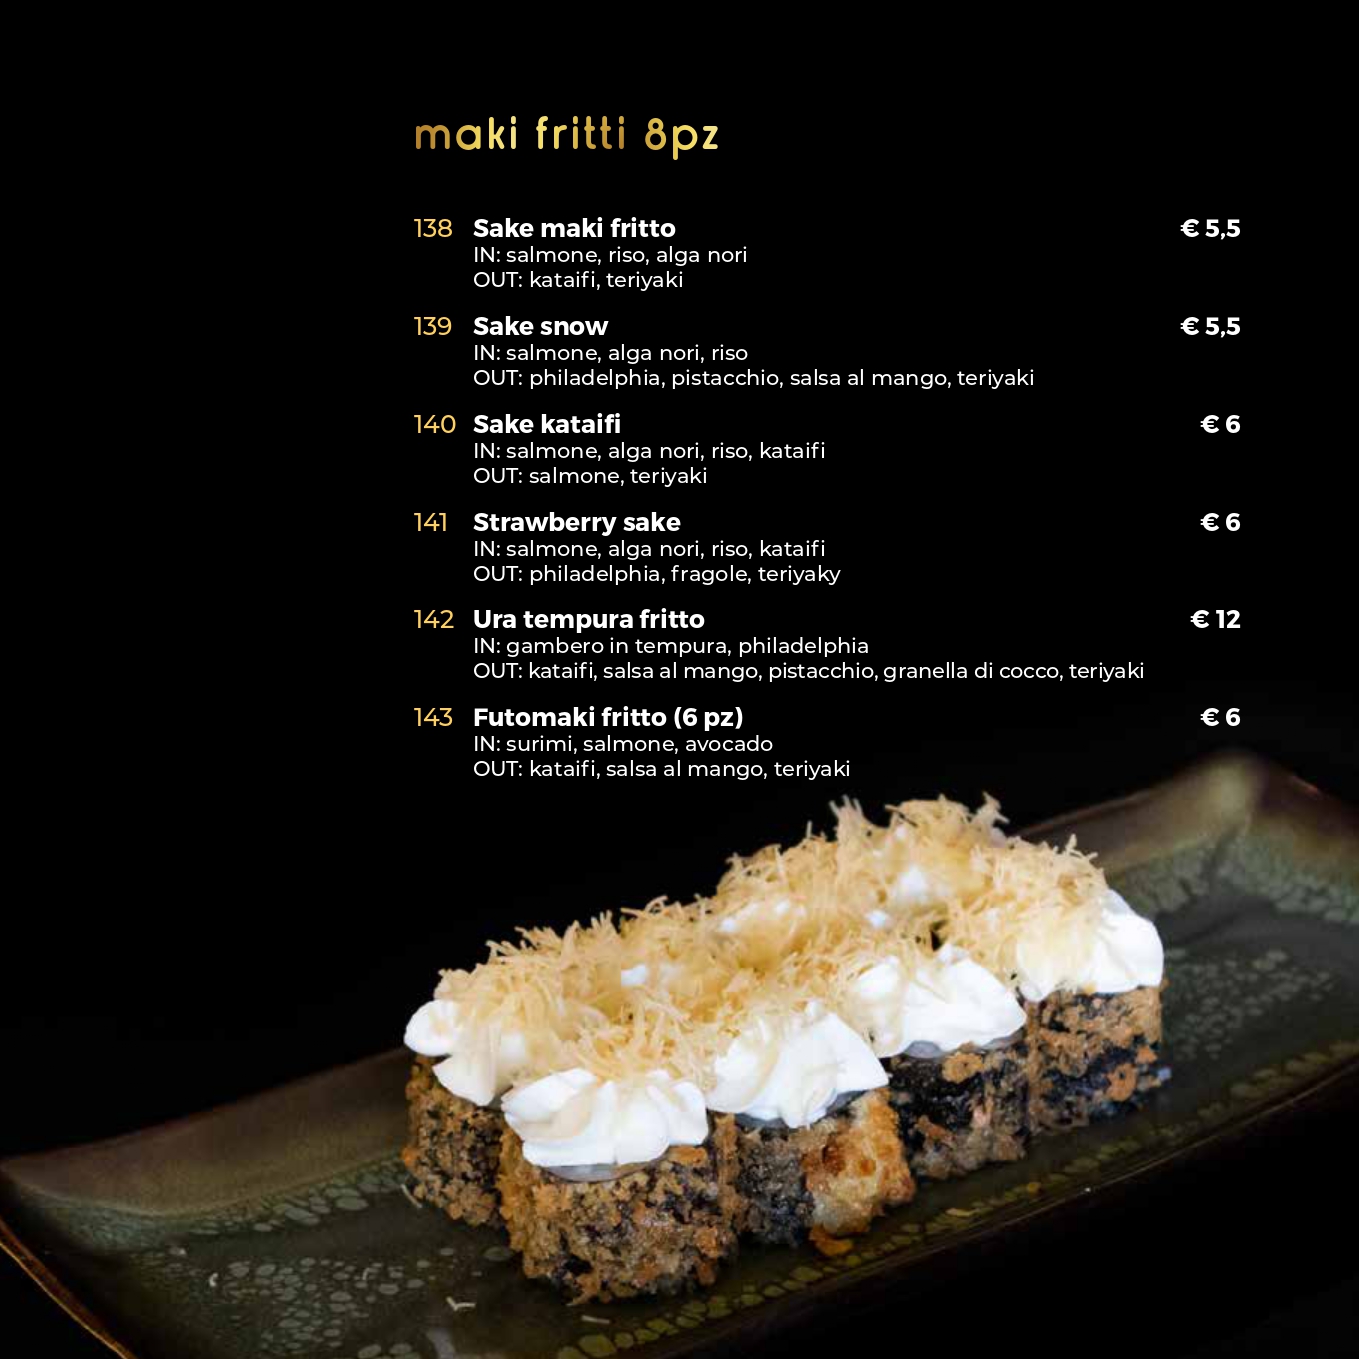 maki fritti 8pz
138 Sake maki fritto € 5,5
IN: salmone, riso, alga nori
OUT: kataifi, teriyaki
139 Sake snow € 5,5
IN: salmone, alga nori, riso
OUT: philadelphia, pistacchio, salsa al mango, teriyaki
140 Sake kataifi € 6
IN: salmone, alga nori, riso, kataifi
OUT: salmone, teriyaki
141 Strawberry sake € 6
IN: salmone, alga nori, riso, kataifi
OUT: philadelphia, fragole, teriyaky
142 Ura tempura fritto € 12
IN: gambero in tempura, philadelphia
OUT: kataifi, salsa al mango, pistacchio, granella di cocco, teriyaki
143 Futomaki fritto (6 pz) € 6
IN: surimi, salmone, avocado
OUT: kataifi, salsa al mango, teriyaki